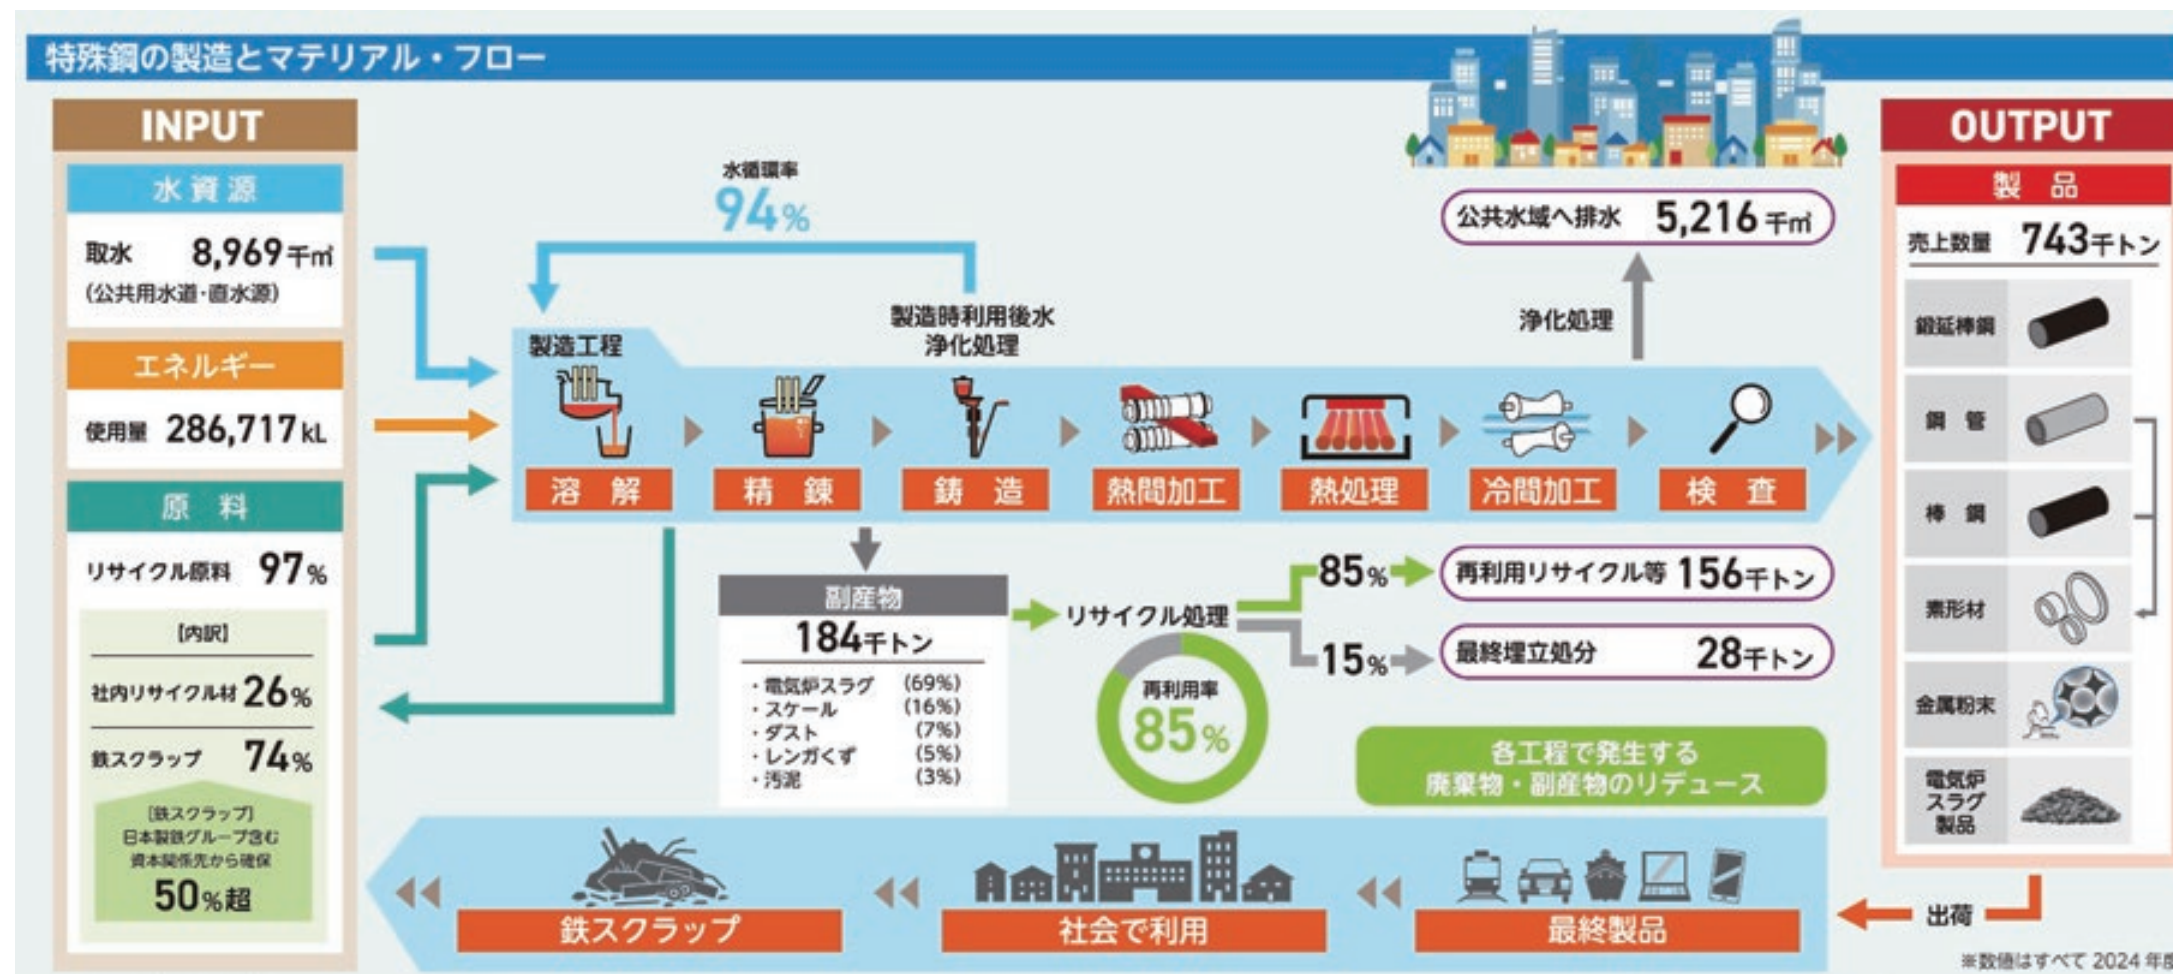 特殊鋼の製造とマテリアル・フロー
INPUT
水資源
取水 8,969千㎥
(公共用水道・直水源)
エネルギー
使用量 286,717kL
原料
リサイクル原料 97%
【内訳】
社内リサイクル材 26%
鉄スクラップ 74%
[鉄スクラップ]
日本製鉄グループ含む
資本関係先から確保
50%超
水循環率
94%
製造時利用後水
浄化処理
製造工程
溶解
精錬
鋳造
熱間加工
熱処理
冷間加工
検査
浄化処理
公共水域へ排水 5,216千㎥
副産物
184千トン
・電気炉スラグ (69%)
・スケール (16%)
・ダスト (7%)
・レンガくず (5%)
・汚泥 (3%)
リサイクル処理
再利用率
85%
85%
再利用リサイクル等 156千トン
15%
最終埋立処分 28千トン
各工程で発生する
廃棄物・副産物のリデュース
OUTPUT
製品
売上数量 743千トン
鍛延棒鋼
鋼管
棒鋼
素形材
金属粉末
電気炉
スラグ
製品
出荷
最終製品
社会で利用
鉄スクラップ
※数値はすべて 2024 年度